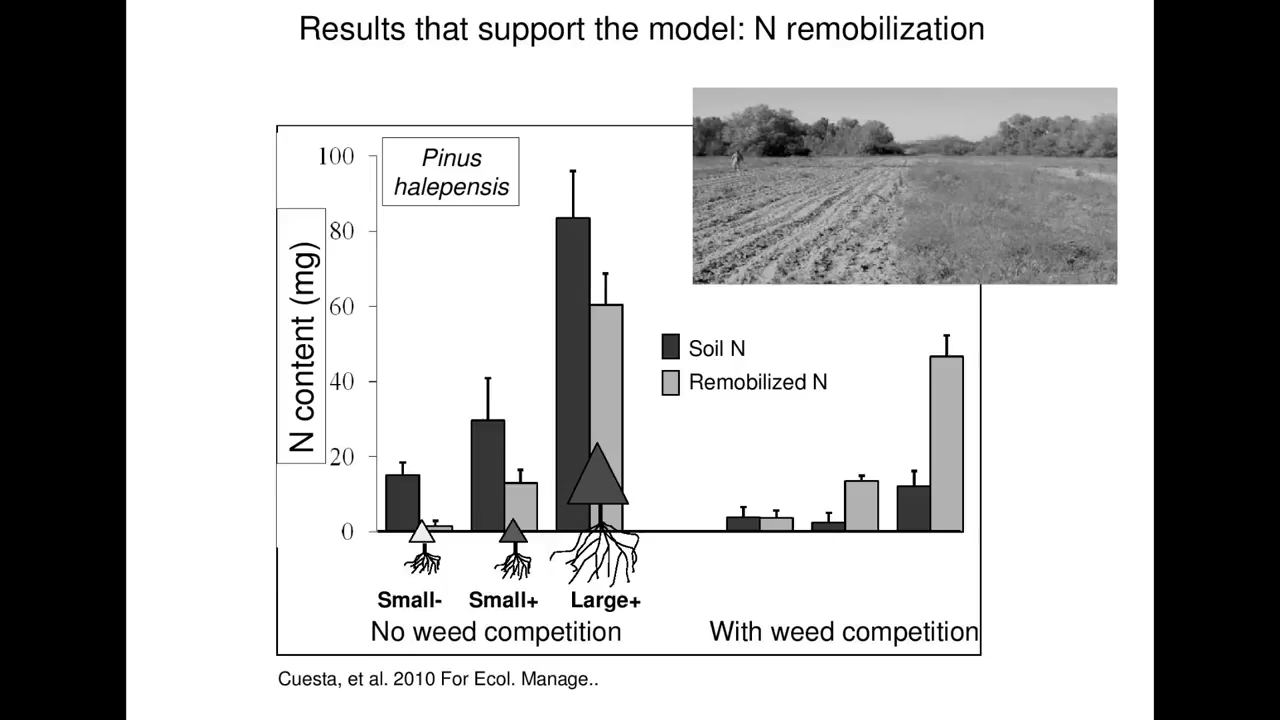 Results that support the model: N remobilization
Pinus
halepensis
N content (mg)
100
80
60
40
20
0
Soil N
Remobilized N
Small-
Small+
Large+
No weed competition
With weed competition
Cuesta, et al. 2010 For Ecol. Manage..